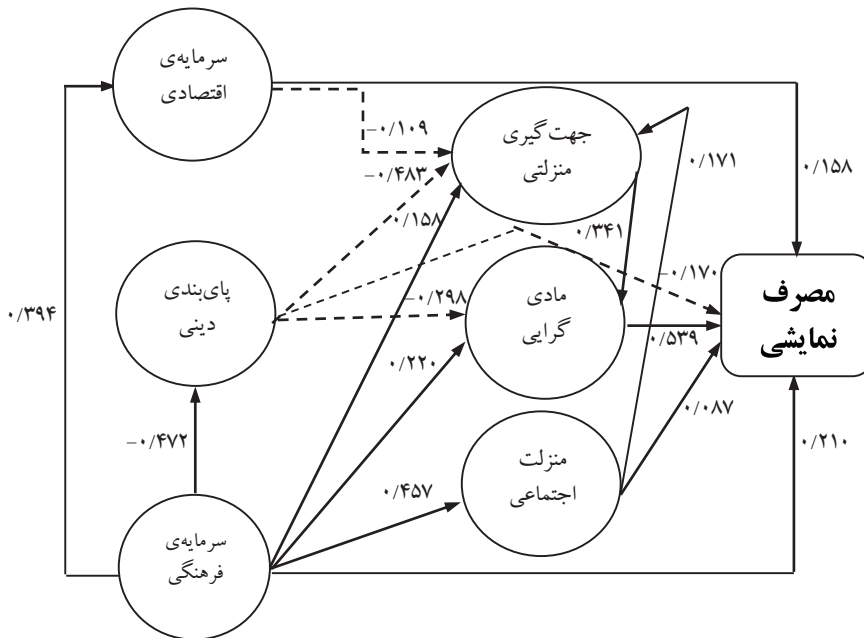 سرمایه‌ی
اقتصادی
−۰/۱۰۹
جهت‌گیری
منزلتی
۰/۱۷۱
۰/۱۵۸
−۰/۴۸۳
۰/۱۵۸
۰/۳۴۱
۰/۳۹۴
پای‌بندی
دینی
−۰/۲۹۸
مادی
گرایی
−۰/۱۷۰
مصرف
نمایشی
۰/۵۳۹
۰/۲۲۰
۰/۰۸۷
−۰/۴۷۲
۰/۴۵۷
منزلت
اجتماعی
۰/۲۱۰
سرمایه‌ی
فرهنگی